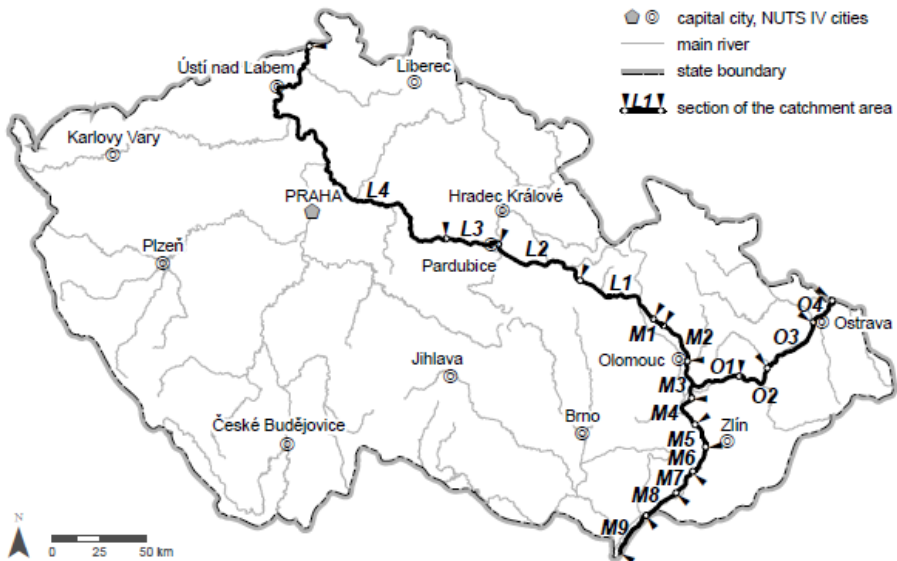 capital city, NUTS IV cities
main river
state boundary
L1 section of the catchment area
Ústí nad Labem
Liberec
Karlovy Vary
PRAHA
L4
Hradec Králové
Plzeň
L3
Pardubice
L2
L1
M1
M2
O4
Ostrava
O3
Olomouc
O1
O2
Jihlava
M3
M4
České Budějovice
Brno
Zlín
M5
M6
M7
M8
M9
N
0 25 50 km